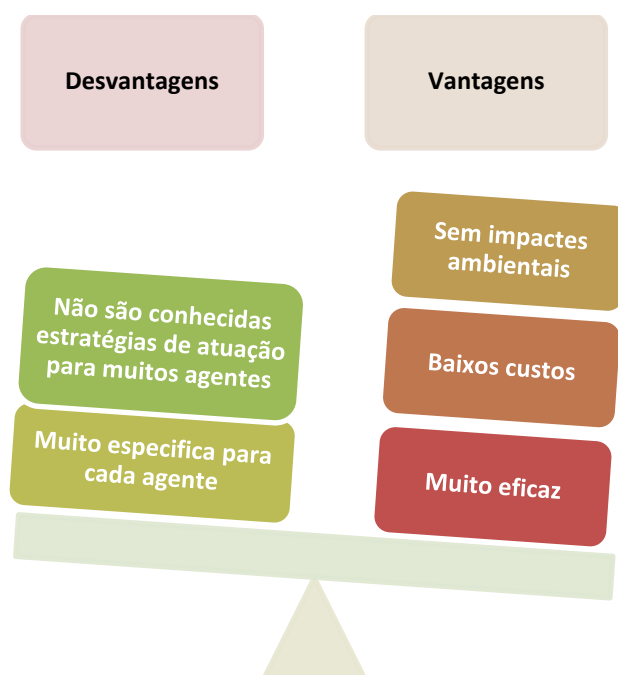 Desvantagens
Vantagens
Não são conhecidas
estratégias de atuação
para muitos agentes
Muito especifica para
cada agente
Sem impactes
ambientais
Baixos custos
Muito eficaz